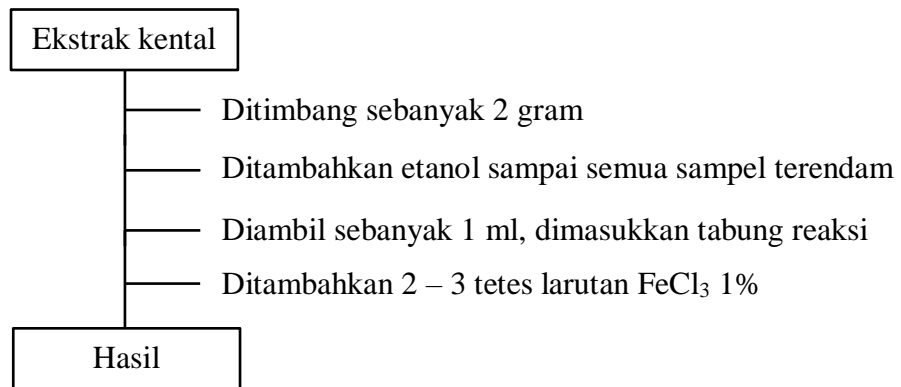 Ekstrak kental
Ditimbang sebanyak 2 gram
Ditambahkan etanol sampai semua sampel terendam
Diambil sebanyak 1 ml, dimasukkan tabung reaksi
Ditambahkan 2 – 3 tetes larutan FeCl₃ 1%
Hasil